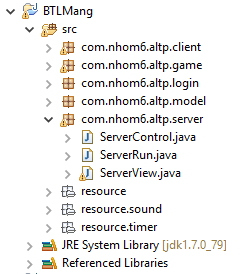 BTLMang
src
com.nhom6.altp.client
com.nhom6.altp.game
com.nhom6.altp.login
com.nhom6.altp.model
com.nhom6.altp.server
ServerControl.java
ServerRun.java
ServerView.java
resource
resource.sound
resource.timer
JRE System Library [jdk1.7.0_79]
Referenced Libraries